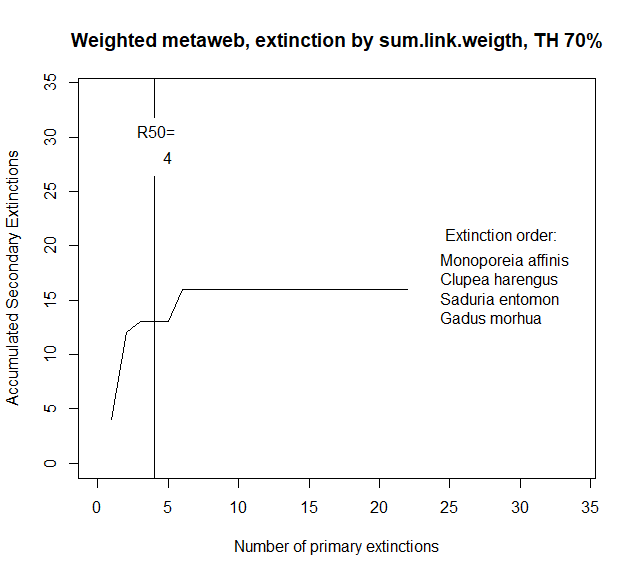 Weighted metaweb, extinction by sum.link.weigth, TH 70%
Accumulated Secondary Extinctions
35
30
25
20
15
10
5
0
R50=
4
Extinction order:
Monoporeia affinis
Clupea harengus
Saduria entomon
Gadus morhua
0 5 10 15 20 25 30 35
Number of primary extinctions